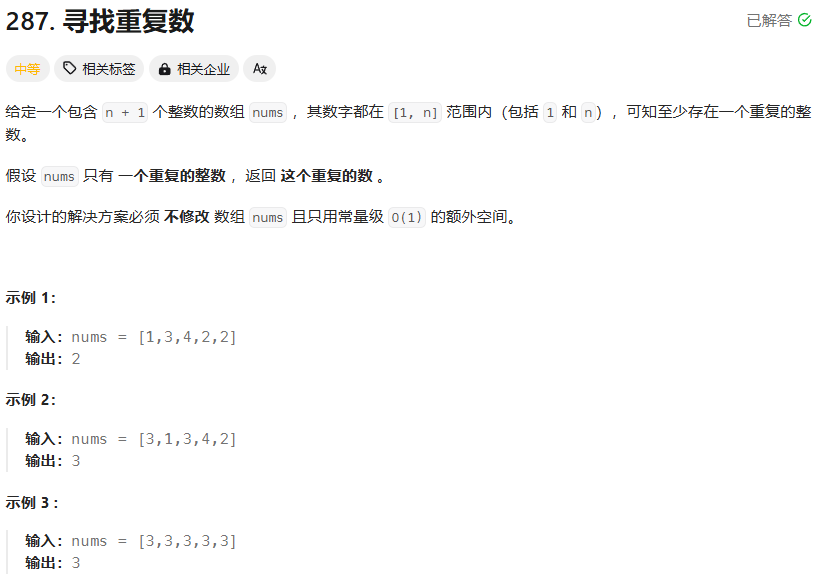 287. 寻找重复数
已解答
中等 相关标签 相关企业 Aあ
给定一个包含 n + 1 个整数的数组 nums ，其数字都在 [1, n] 范围内（包括 1 和 n），可知至少存在一个重复的整
数。
假设 nums 只有 一个重复的整数 ，返回 这个重复的数 。
你设计的解决方案必须 不修改 数组 nums 且只用常量级 O(1) 的额外空间。
示例 1：
输入：nums = [1,3,4,2,2]
输出：2
示例 2：
输入：nums = [3,1,3,4,2]
输出：3
示例 3 :
输入：nums = [3,3,3,3,3]
输出：3